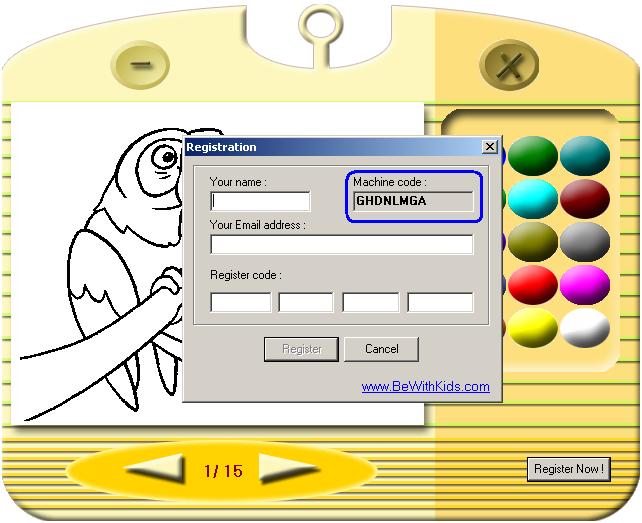 Registration
Your name :
Machine code :
GHDNLMGA
Your Email address :
Register code :
Register
Cancel
www.BeWithKids.com
1/ 15
Register Now !